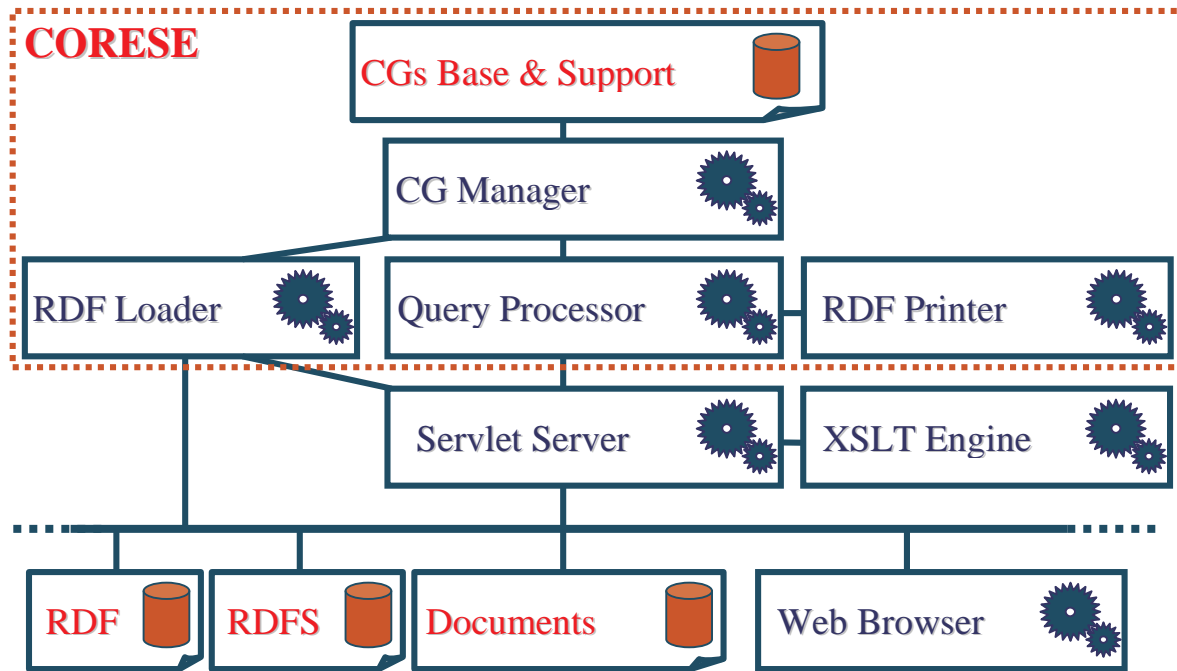 CORESE
CGs Base & Support
CG Manager
RDF Loader
Query Processor
RDF Printer
Servlet Server
XSLT Engine
RDF
RDFS
Documents
Web Browser